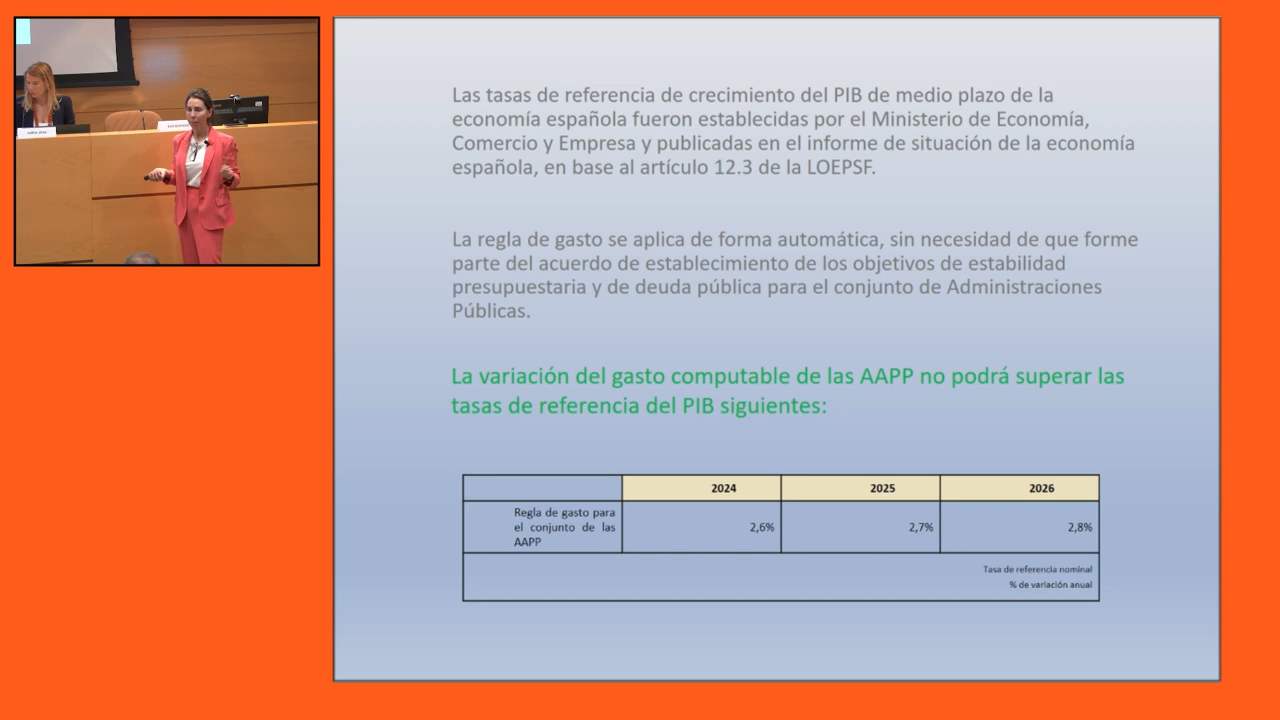 Las tasas de referencia de crecimiento del PIB de medio plazo de la
economía española fueron establecidas por el Ministerio de Economía,
Comercio y Empresa y publicadas en el informe de situación de la economía
española, en base al artículo 12.3 de la LOEPSF.
La regla de gasto se aplica de forma automática, sin necesidad de que forme
parte del acuerdo de establecimiento de los objetivos de estabilidad
presupuestaria y de deuda pública para el conjunto de Administraciones
Públicas.
La variación del gasto computable de las AAPP no podrá superar las
tasas de referencia del PIB siguientes:
2024 2025 2026
Regla de gasto para
el conjunto de las
AAPP
2,6% 2,7% 2,8%
Tasa de referencia nominal
% de variación anual